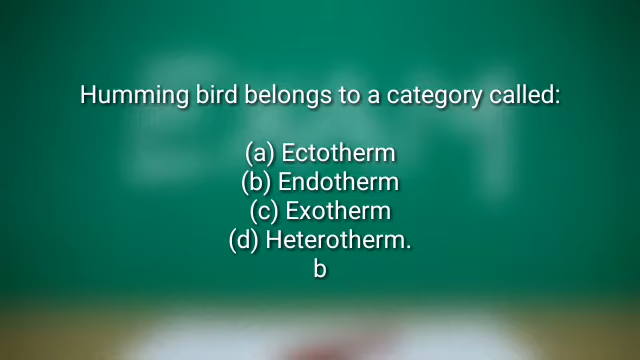 Humming bird belongs to a category called:
(a) Ectotherm
(b) Endotherm
(c) Exotherm
(d) Heterotherm.
b